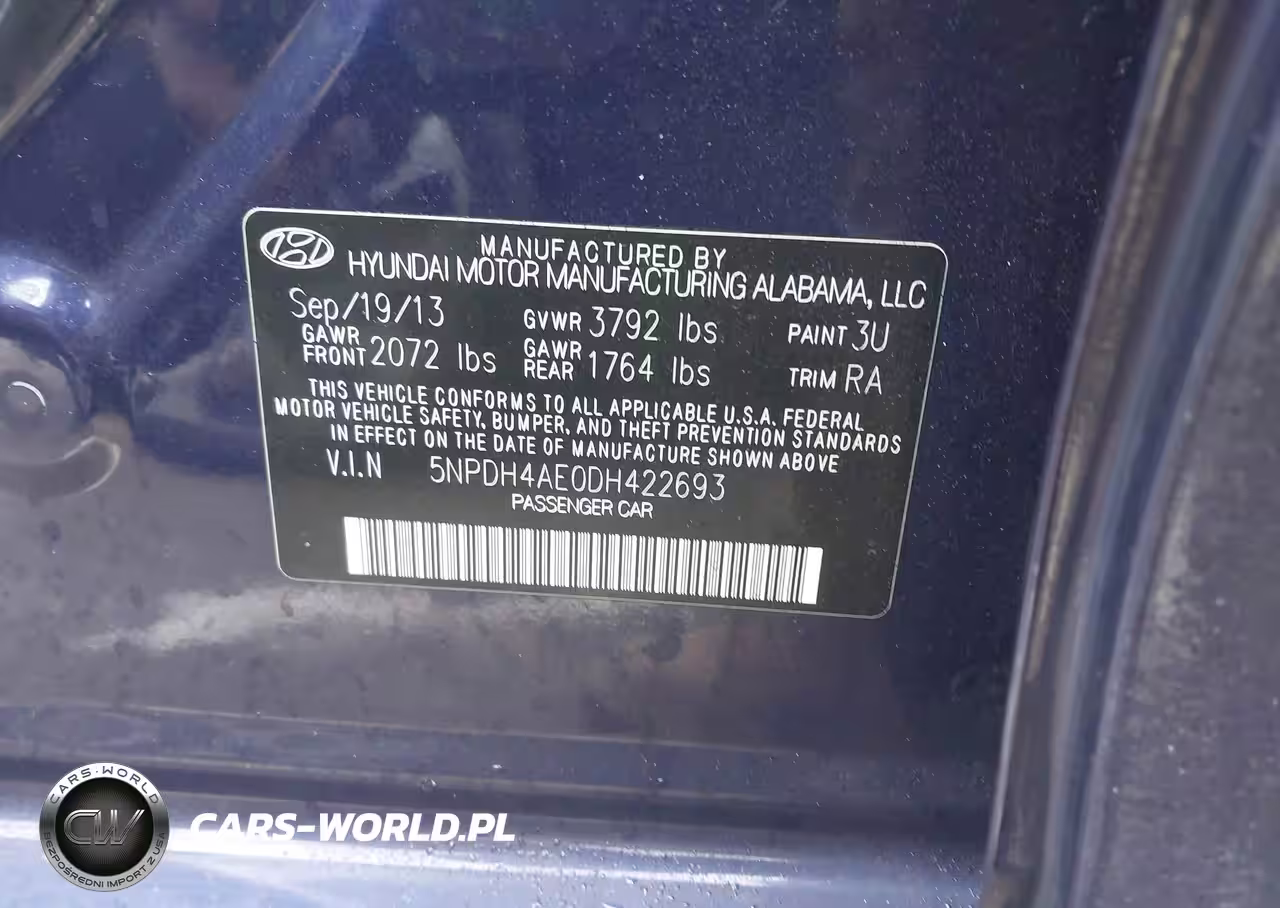 MANUFACTURED BY
HYUNDAI MOTOR MANUFACTURING ALABAMA, LLC
Sep/19/13 GVWR 3792 lbs PAINT 3U
GAWR FRONT 2072 lbs GAWR REAR 1764 lbs TRIM RA
THIS VEHICLE CONFORMS TO ALL APPLICABLE U.S.A. FEDERAL
MOTOR VEHICLE SAFETY, BUMPER, AND THEFT PREVENTION STANDARDS
IN EFFECT ON THE DATE OF MANUFACTURE SHOWN ABOVE
V.I.N 5NPDH4AE0DH422693
PASSENGER CAR
CARS-WORLD
CW
BEZPOŚREDNI IMPORT Z USA
CARS-WORLD.PL